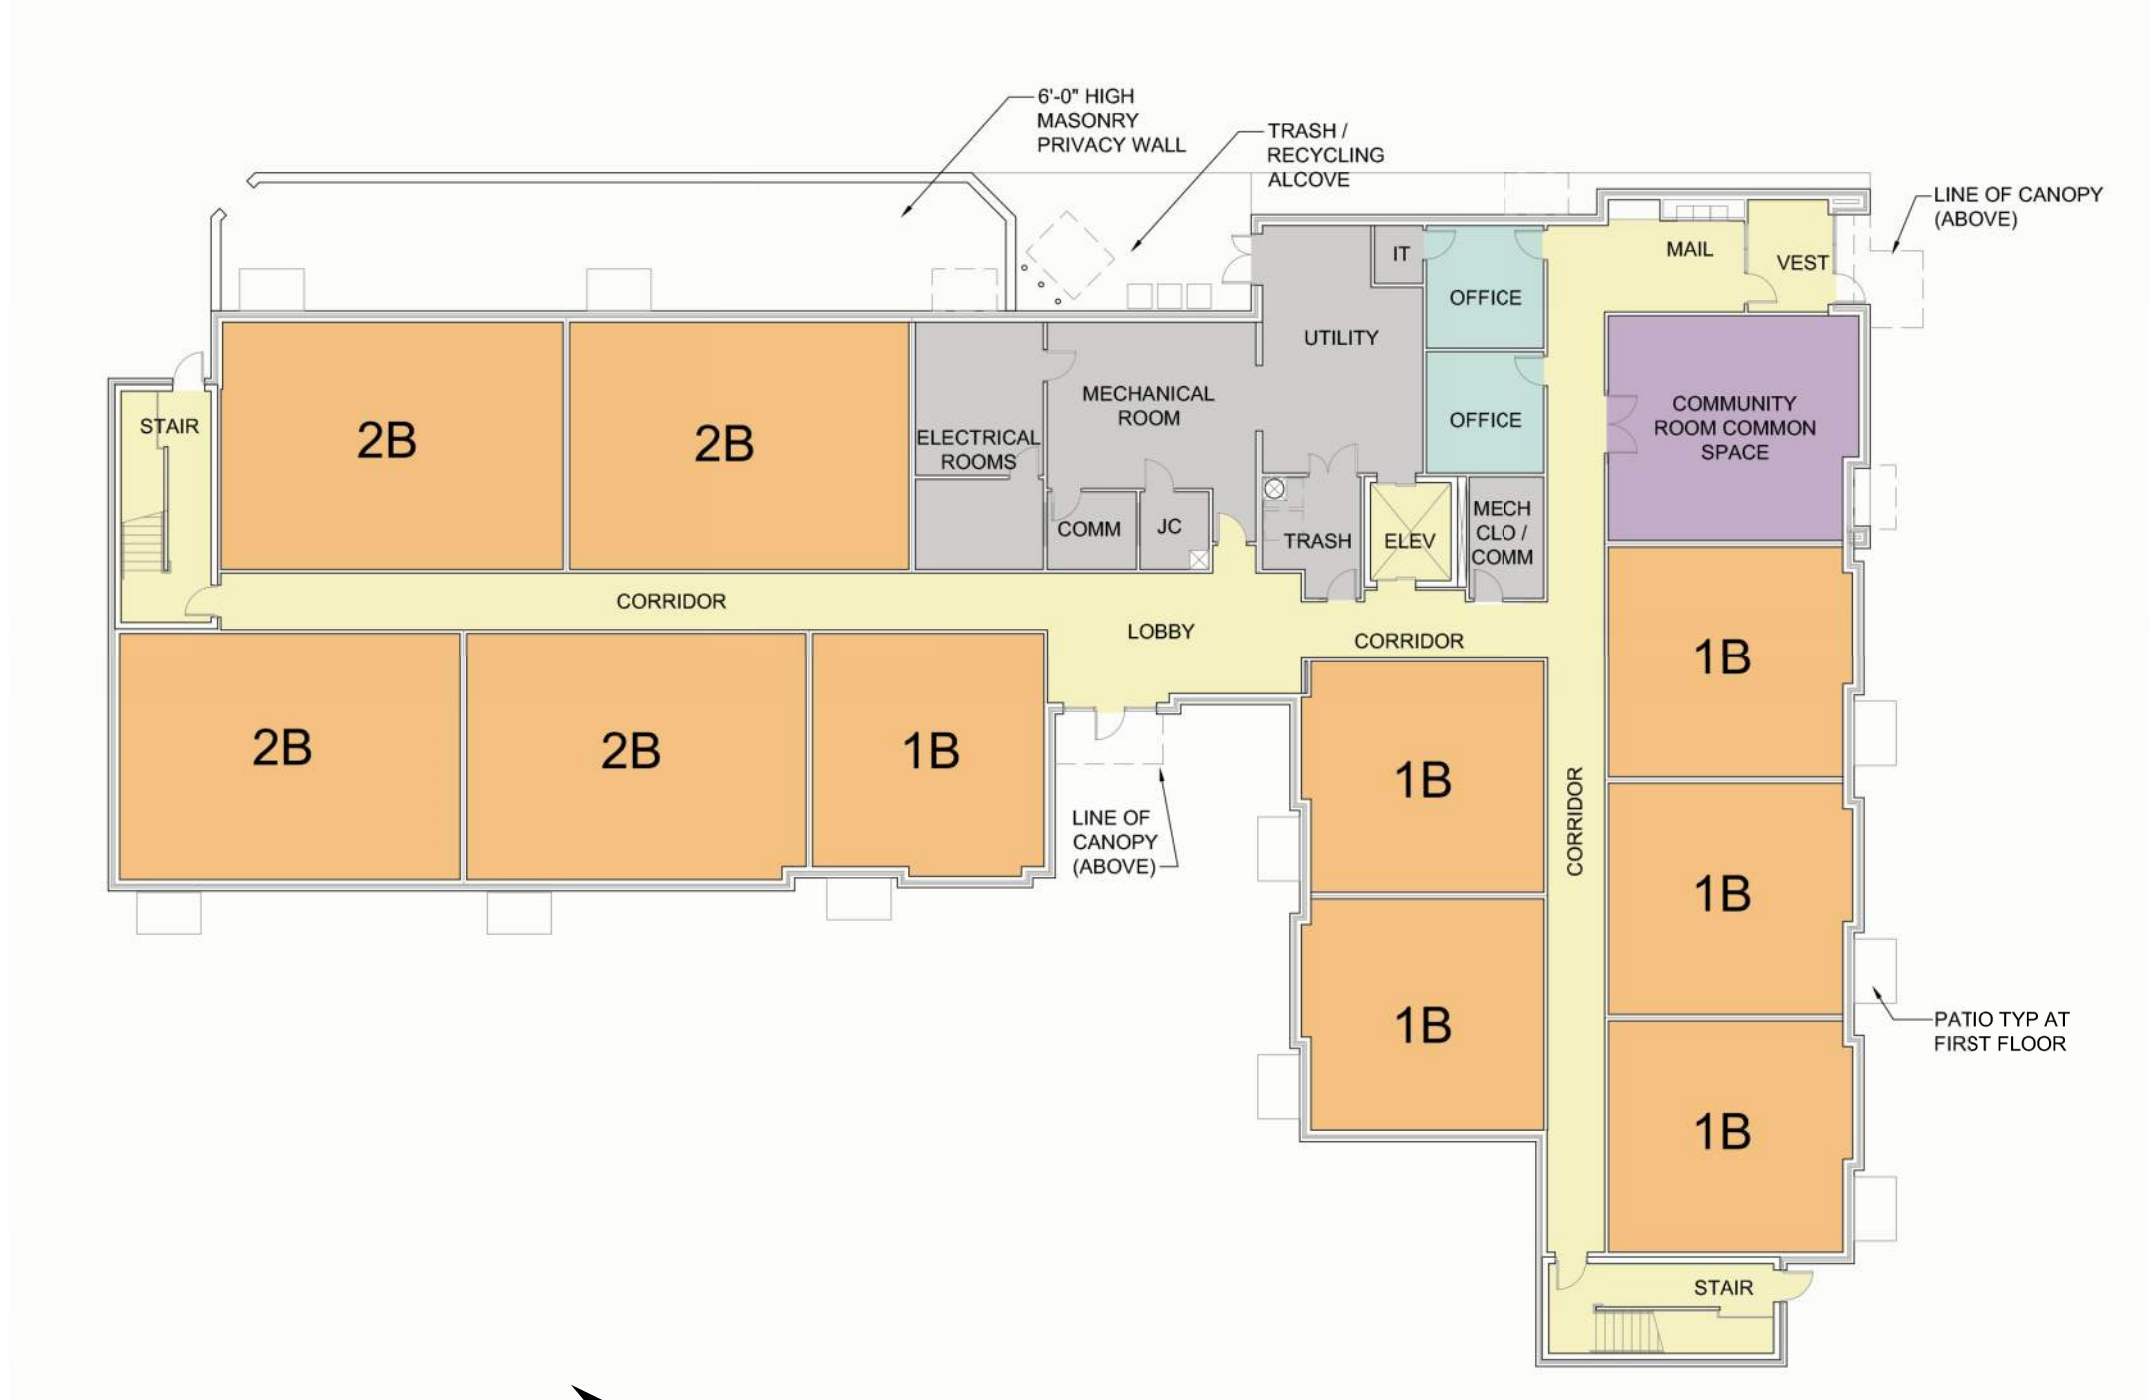 6'-0" HIGH
MASONRY
PRIVACY WALL
TRASH /
RECYCLING
ALCOVE
LINE OF CANOPY
(ABOVE)
MAIL
VEST
IT
OFFICE
UTILITY
OFFICE
COMMUNITY
ROOM COMMON
SPACE
STAIR
2B
2B
ELECTRICAL
ROOMS
MECHANICAL
ROOM
COMM
JC
TRASH
ELEV
MECH
CLO /
COMM
CORRIDOR
LOBBY
CORRIDOR
1B
2B
2B
1B
LINE OF
CANOPY
(ABOVE)
1B
CORRIDOR
1B
1B
PATIO TYP AT
FIRST FLOOR
1B
STAIR